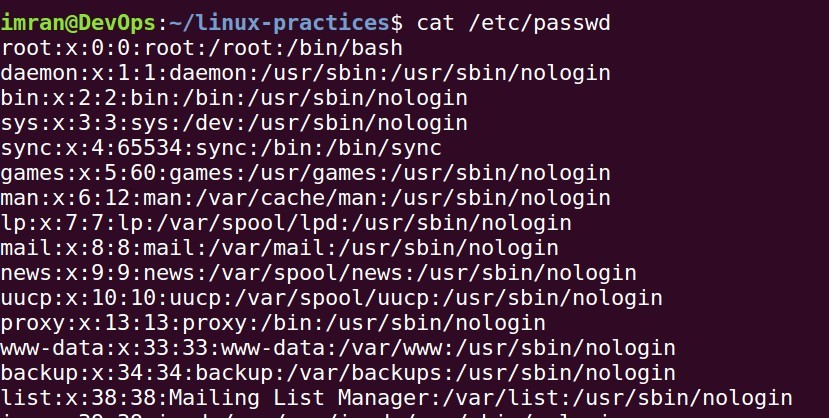 imran@DevOps:~/linux-practices$ cat /etc/passwd
root:x:0:0:root:/root:/bin/bash
daemon:x:1:1:daemon:/usr/sbin:/usr/sbin/nologin
bin:x:2:2:bin:/bin:/usr/sbin/nologin
sys:x:3:3:sys:/dev:/usr/sbin/nologin
sync:x:4:65534:sync:/bin:/bin/sync
games:x:5:60:games:/usr/games:/usr/sbin/nologin
man:x:6:12:man:/var/cache/man:/usr/sbin/nologin
lp:x:7:7:lp:/var/spool/lpd:/usr/sbin/nologin
mail:x:8:8:mail:/var/mail:/usr/sbin/nologin
news:x:9:9:news:/var/spool/news:/usr/sbin/nologin
uucp:x:10:10:uucp:/var/spool/uucp:/usr/sbin/nologin
proxy:x:13:13:proxy:/bin:/usr/sbin/nologin
www-data:x:33:33:www-data:/var/www:/usr/sbin/nologin
backup:x:34:34:backup:/var/backups:/usr/sbin/nologin
list:x:38:38:Mailing List Manager:/var/list:/usr/sbin/nologin